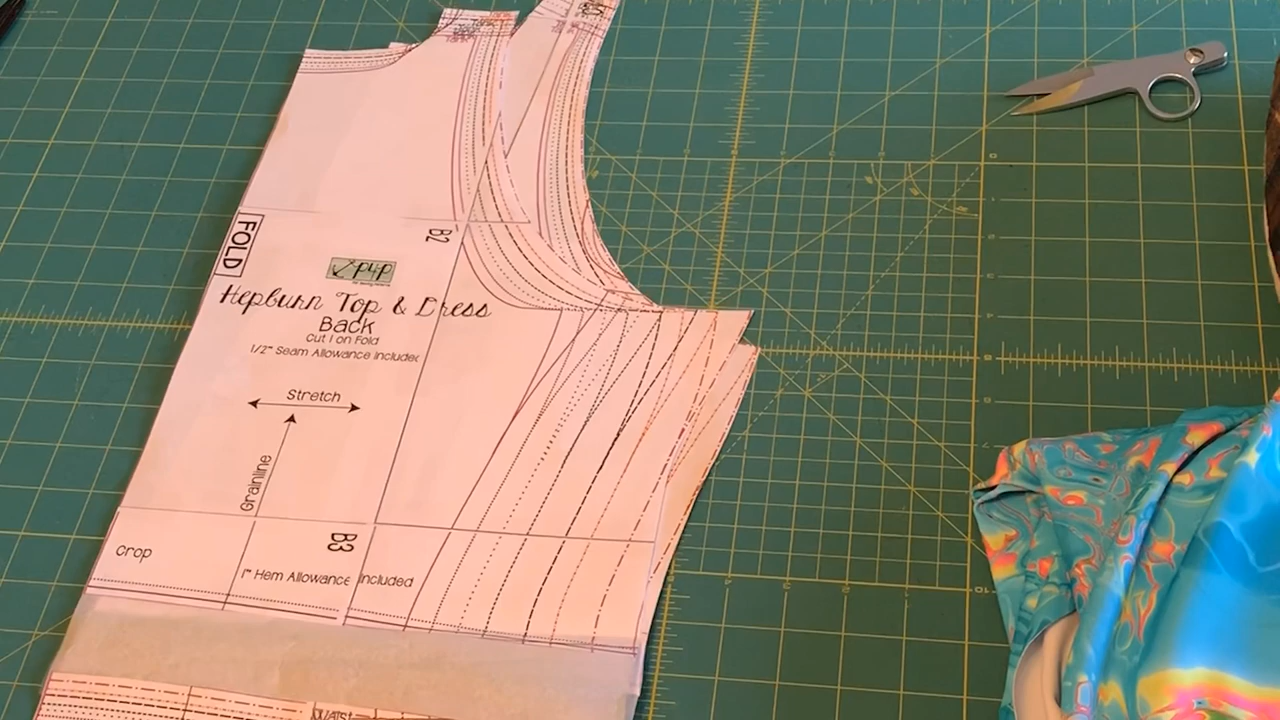 FOLD
B2
p4p
Hepburn Top & Dress
Back
Cut 1 on Fold
1/2" Seam Allowance Included
Stretch
Grainline
crop
B3
1" Hem Allowance Included